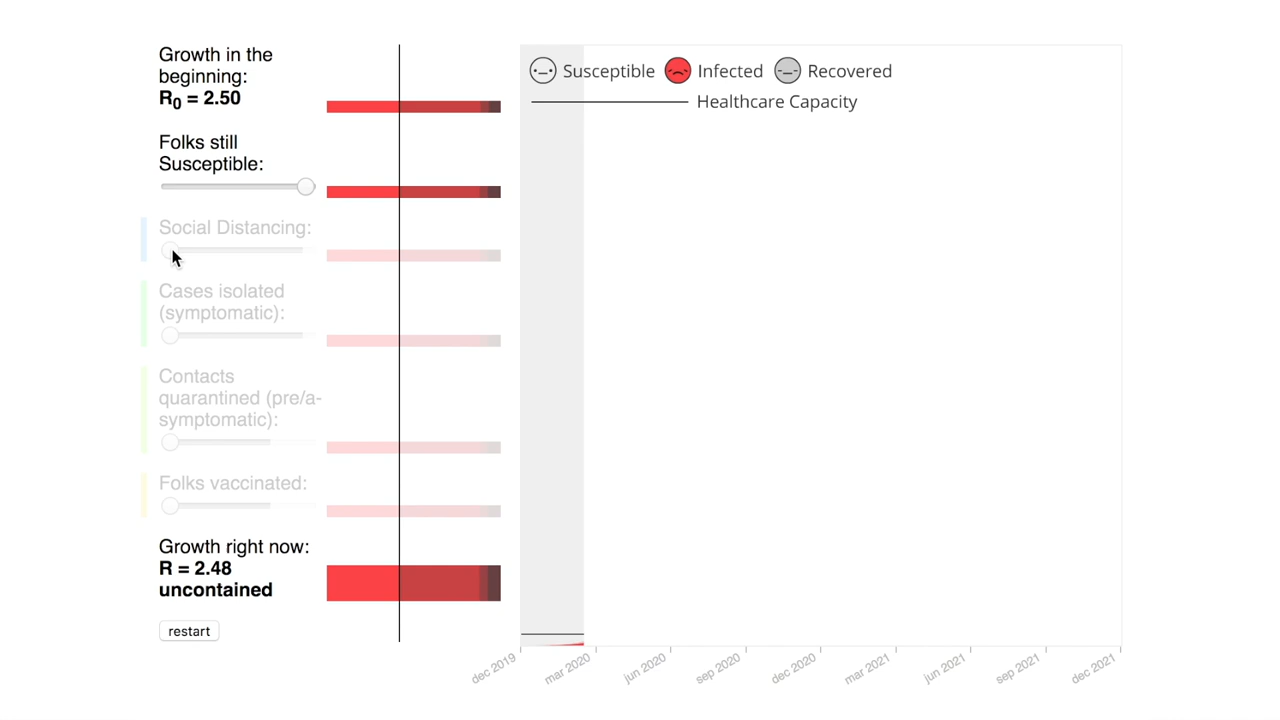 Growth in the
beginning:
R0 = 2.50
Folks still
Susceptible:
Social Distancing:
Cases isolated
(symptomatic):
Contacts
quarantined (pre/a-
symptomatic):
Folks vaccinated:
Growth right now:
R = 2.48
uncontained
restart
Susceptible Infected Recovered
Healthcare Capacity
dec 2019 mar 2020 jun 2020 sep 2020 dec 2020 mar 2021 jun 2021 sep 2021 dec 2021